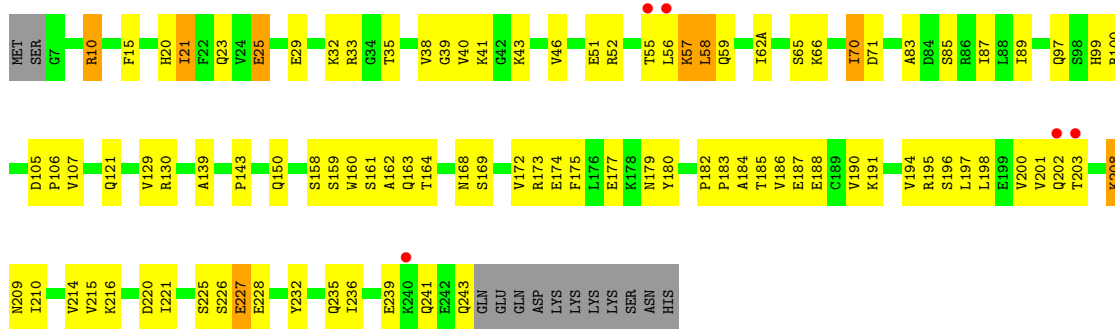 MET SER G7 R10 F15 H20 I21 F22 Q23 V24 E25 E29 K32 R33 G34 T35 V38 G39 V40 K41 G42 K43 V46 E51 R52 T55 L56 K57 L58 Q59 I62A S65 K66 I70 D71 A83 D84 S85 R86 I87 L88 I89 Q97 S98 H99 R100
D105 P106 V107 Q121 V129 R130 A139 P143 Q150 S158 S159 W160 S161 A162 Q163 T164 N168 S169 V172 R173 E174 F175 L176 E177 K178 N179 Y180 P182 P183 A184 T185 V186 E187 E188 C189 V190 K191 V194 R195 S196 L197 L198 E199 V200 V201 Q202 T203 K208
N209 I210 V214 V215 K216 D220 I221 S225 S226 E227 E228 Y232 Q235 I236 E239 K240 Q241 E242 Q243 GLN GLU GLN ASP LYS LYS LYS LYS SER ASN HIS